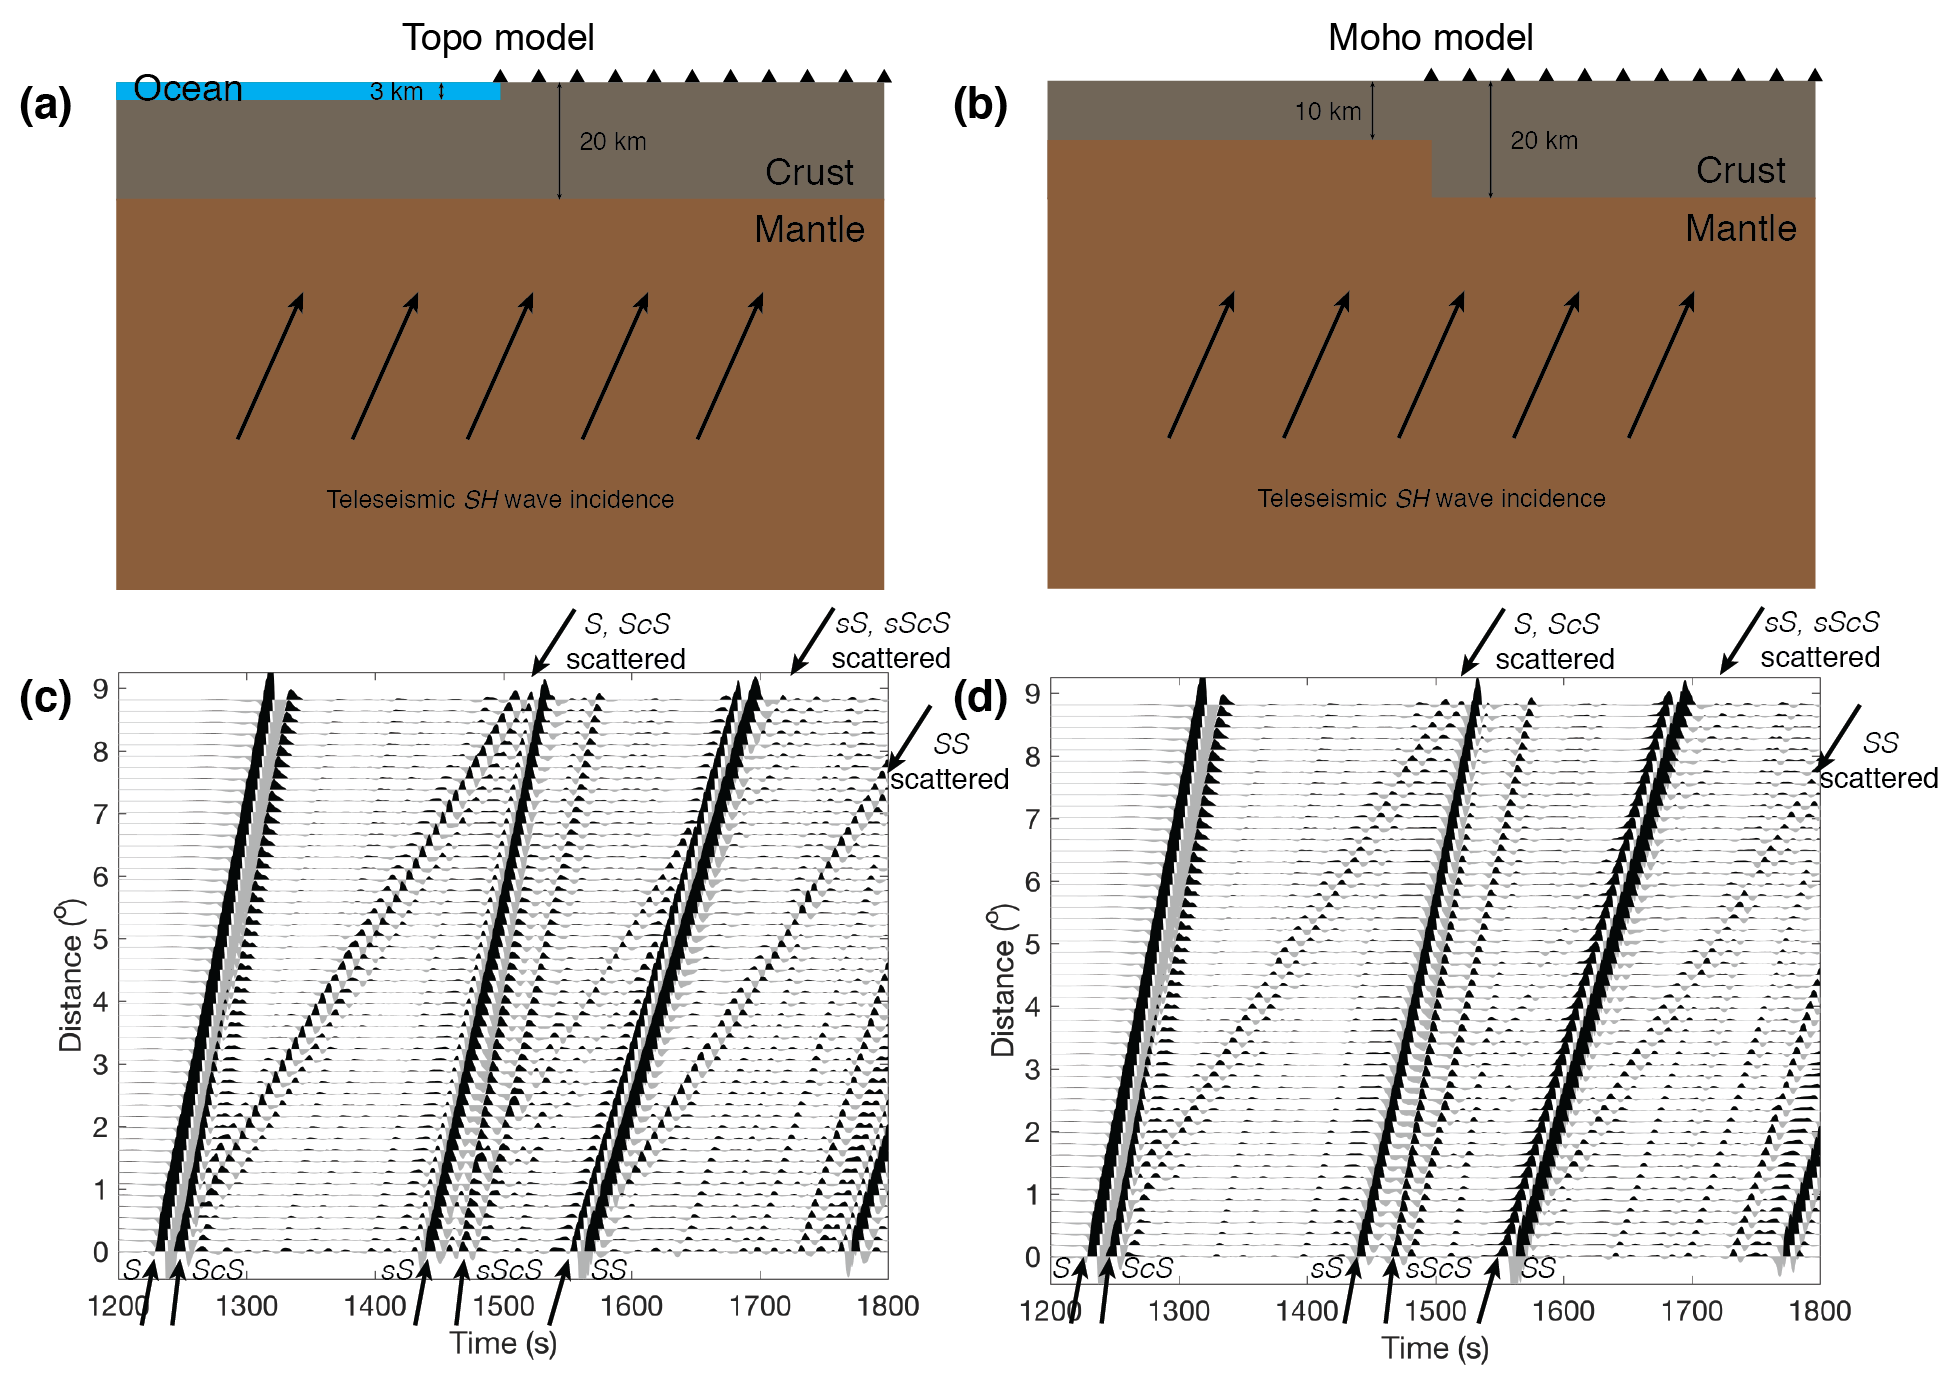 Topo model
Moho model
(a)
Ocean
3 km
20 km
Crust
Mantle
Teleseismic SH wave incidence
(b)
10 km
20 km
Crust
Mantle
Teleseismic SH wave incidence
(c)
S, ScS
scattered
sS, sScS
scattered
SS
scattered
9
8
7
6
5
4
3
2
1
0
Distance (º)
S
ScS
sS
sScS
SS
1200 1300 1400 1500 1600 1700 1800
Time (s)
(d)
S, ScS
scattered
sS, sScS
scattered
SS
scattered
9
8
7
6
5
4
3
2
1
0
Distance (º)
S
ScS
sS
sScS
SS
1200 1300 1400 1500 1600 1700 1800
Time (s)